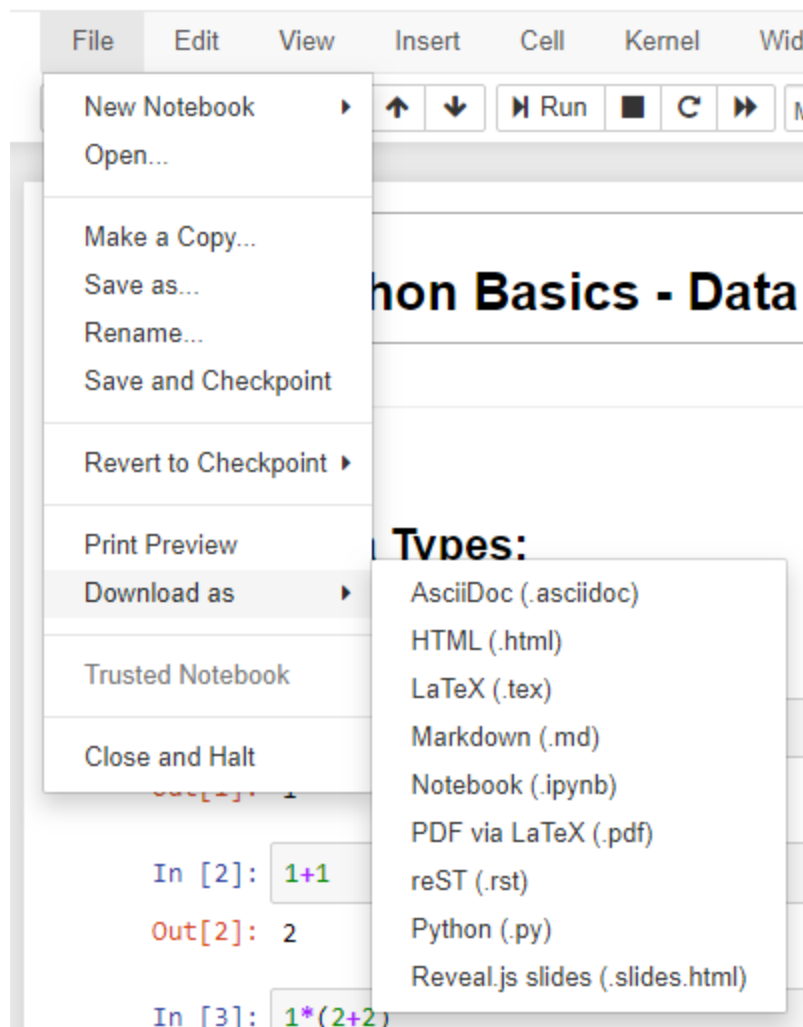 File Edit View Insert Cell Kernel
New Notebook
Run
Open...
Make a Copy...
Save as...
hon Basics - Data
Rename...
Save and Checkpoint
Revert to Checkpoint
Print Preview
Types:
Download as
AsciiDoc (.asciidoc)
HTML (.html)
LaTeX (.tex)
Trusted Notebook
Markdown (.md)
Close and Halt
Notebook (.ipynb)
Out[1]: 1
PDF via LaTeX (.pdf)
In [2]: 1+1
reST (.rst)
Out[2]: 2
Python (.py)
Reveal.js slides (.slides.html)
In [3]: 1*(2+2)